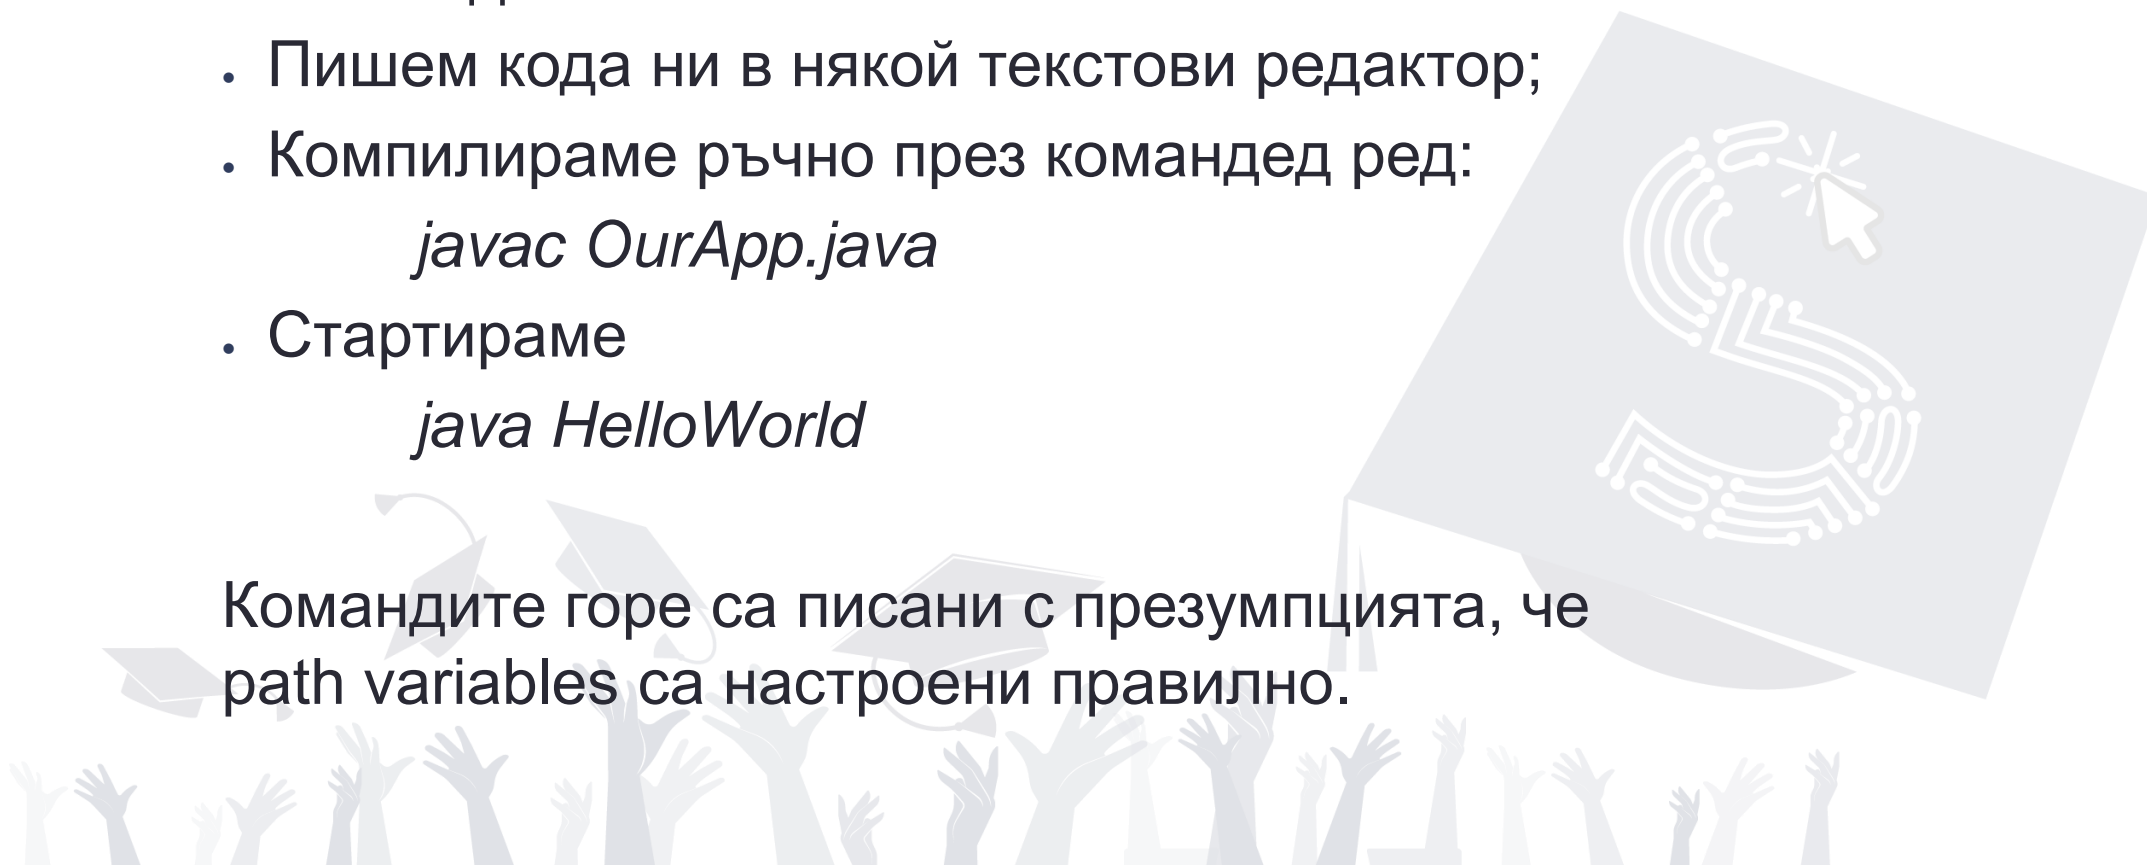 . Пишем кода ни в някой текстови редактор;
. Компилираме ръчно през командед ред:
javac OurApp.java
. Стартираме
java HelloWorld
Командите горе са писани с презумпцията, че
path variables са настроени правилно.